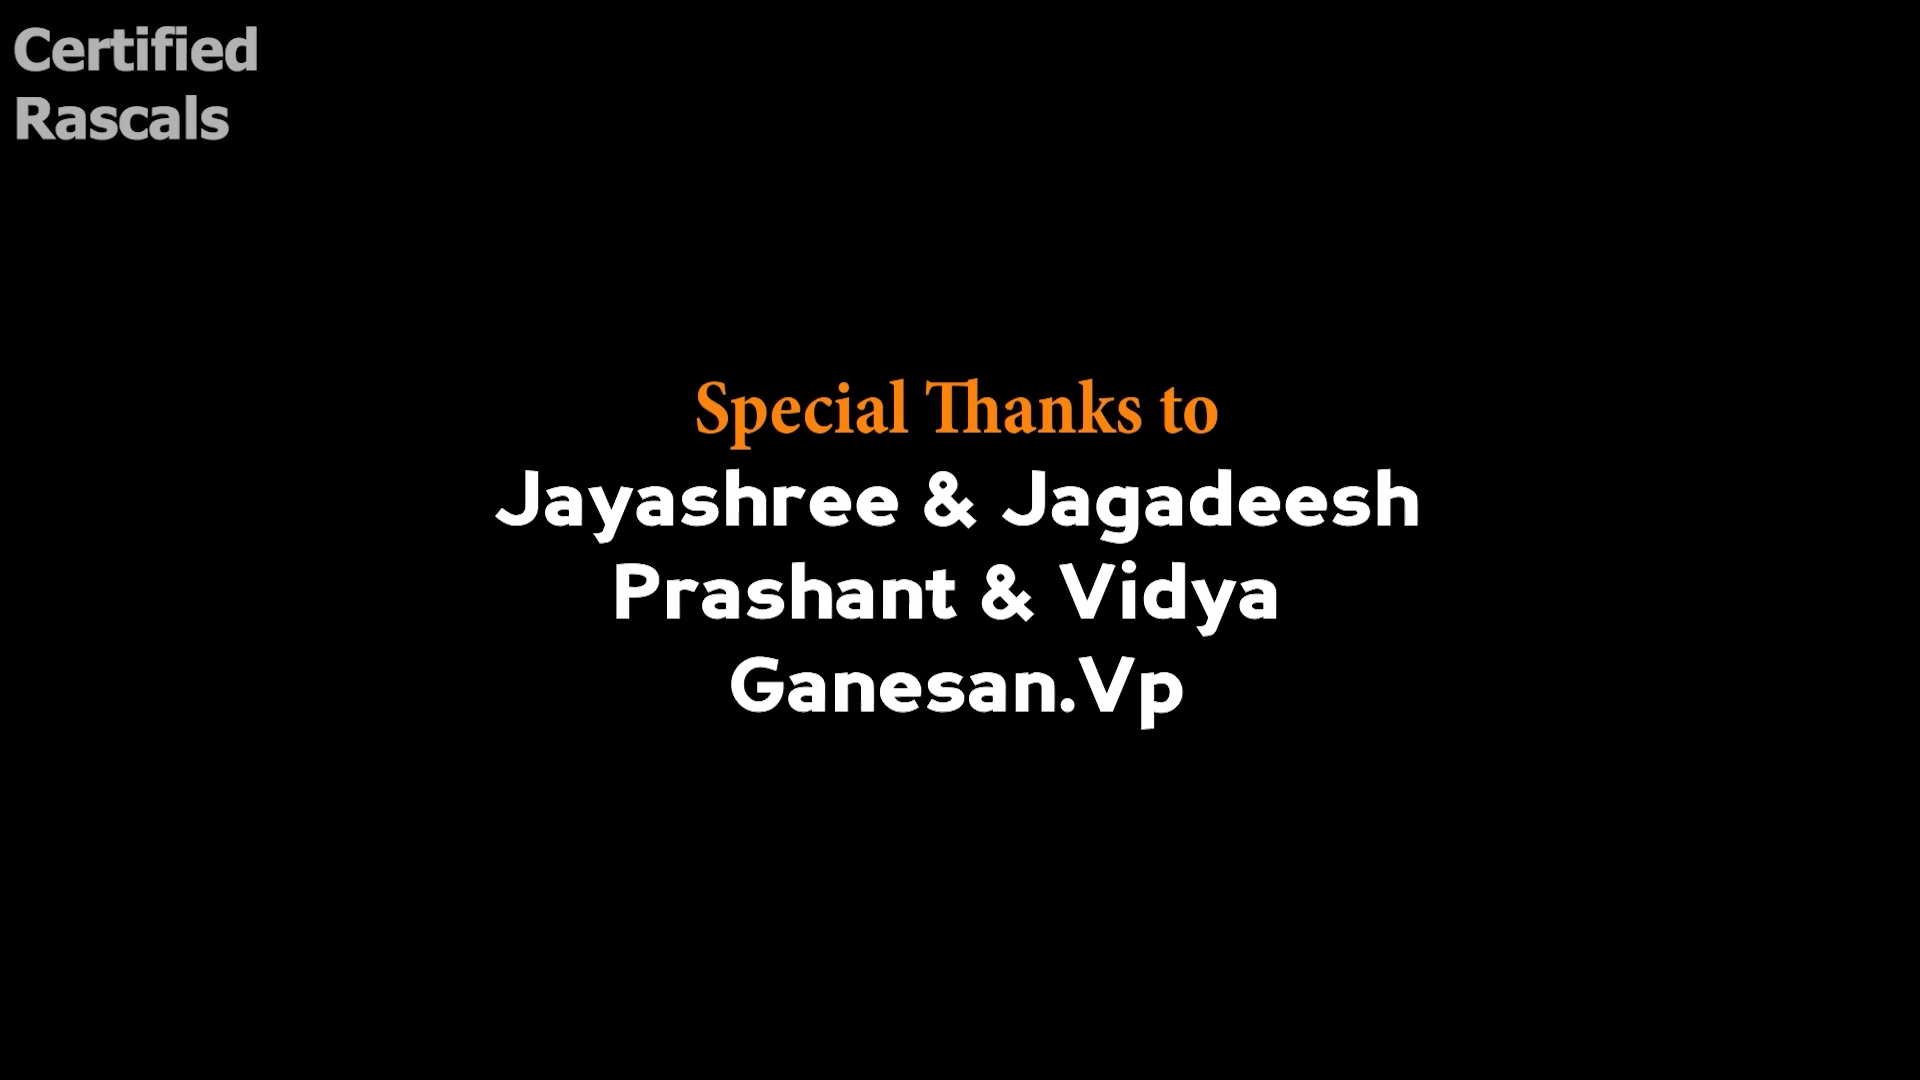 Certified
Rascals
Special Thanks to
Jayashree & Jagadeesh
Prashant & Vidya
Ganesan.Vp